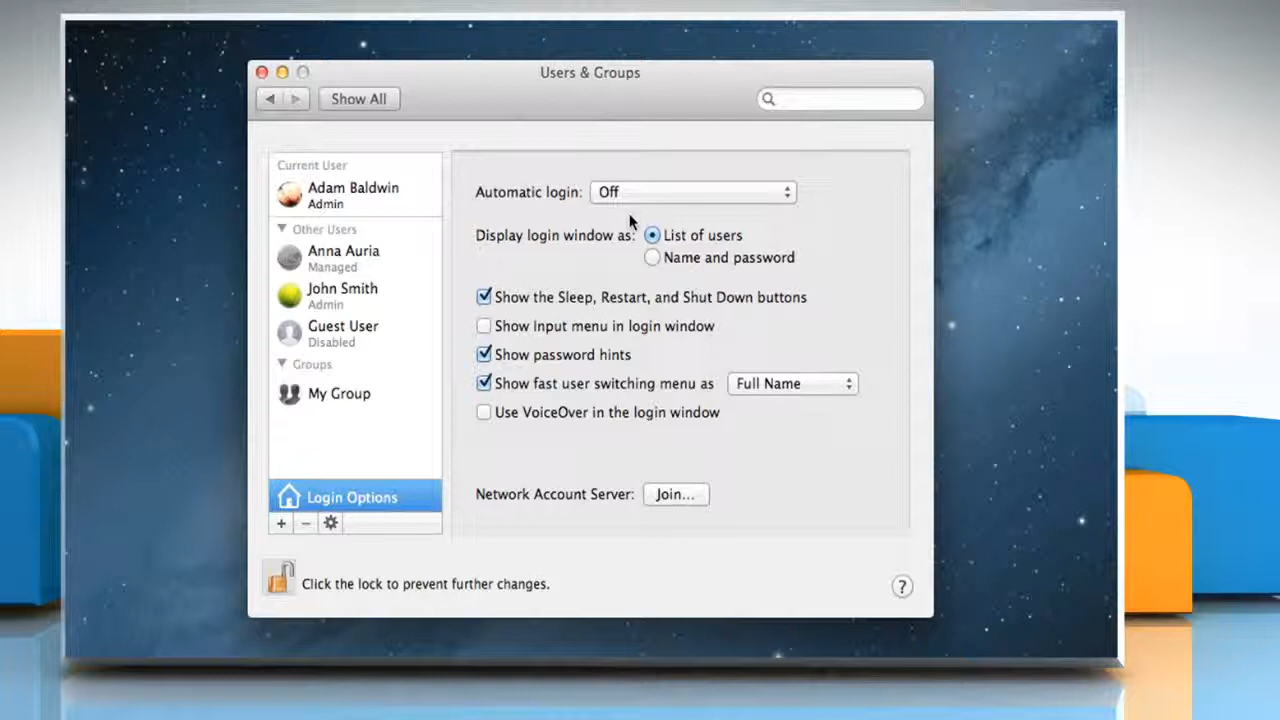 Users & Groups
Show All
Current User
Adam Baldwin
Admin
Other Users
Anna Auria
Managed
John Smith
Admin
Guest User
Disabled
Groups
My Group
Login Options
+ −
Automatic login: Off
Display login window as: List of users
Name and password
Show the Sleep, Restart, and Shut Down buttons
Show Input menu in login window
Show password hints
Show fast user switching menu as Full Name
Use VoiceOver in the login window
Network Account Server: Join...
Click the lock to prevent further changes.
?